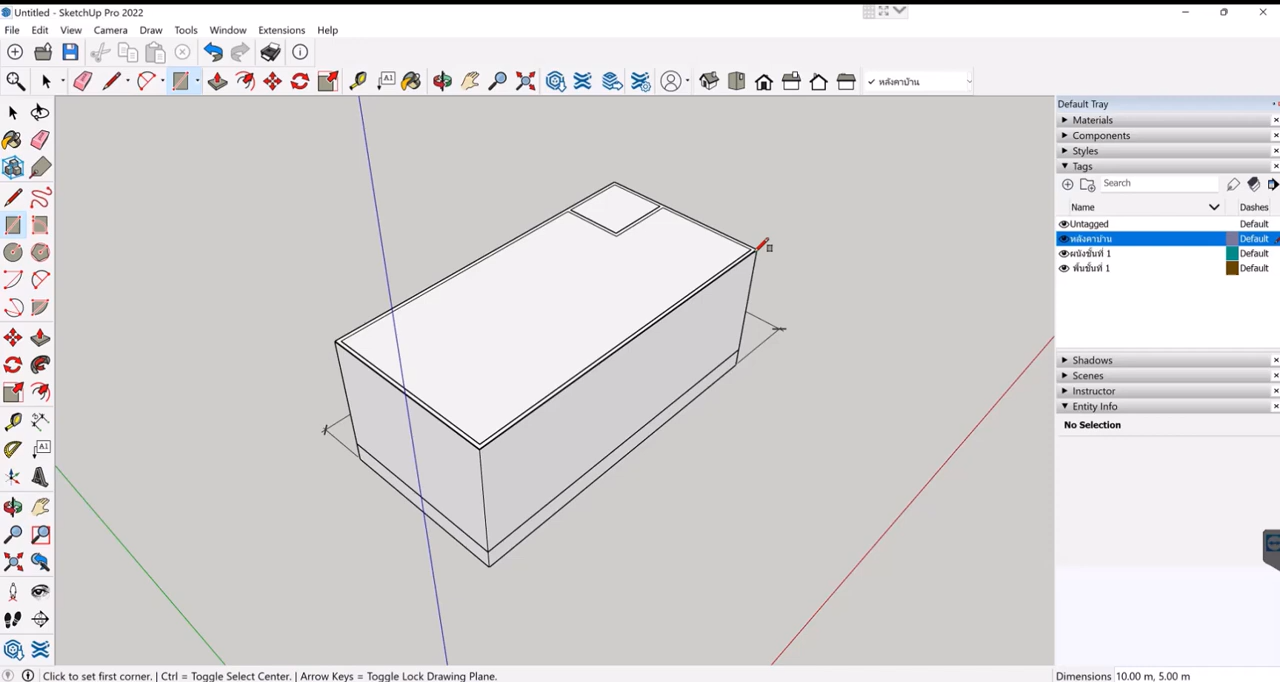 Untitled - SketchUp Pro 2022
File Edit View Camera Draw Tools Window Extensions Help
A1
✓ หลังคาบ้าน
Default Tray
Materials
Components
Styles
Tags
Search
Name Dashes
Untagged Default
หลังคาบ้าน Default
ผนังชั้นที่ 1 Default
พื้นชั้นที่ 1 Default
Shadows
Scenes
Instructor
Entity Info
No Selection
A1
Click to set first corner. | Ctrl = Toggle Select Center. | Arrow Keys = Toggle Lock Drawing Plane.
Dimensions 10.00 m, 5.00 m